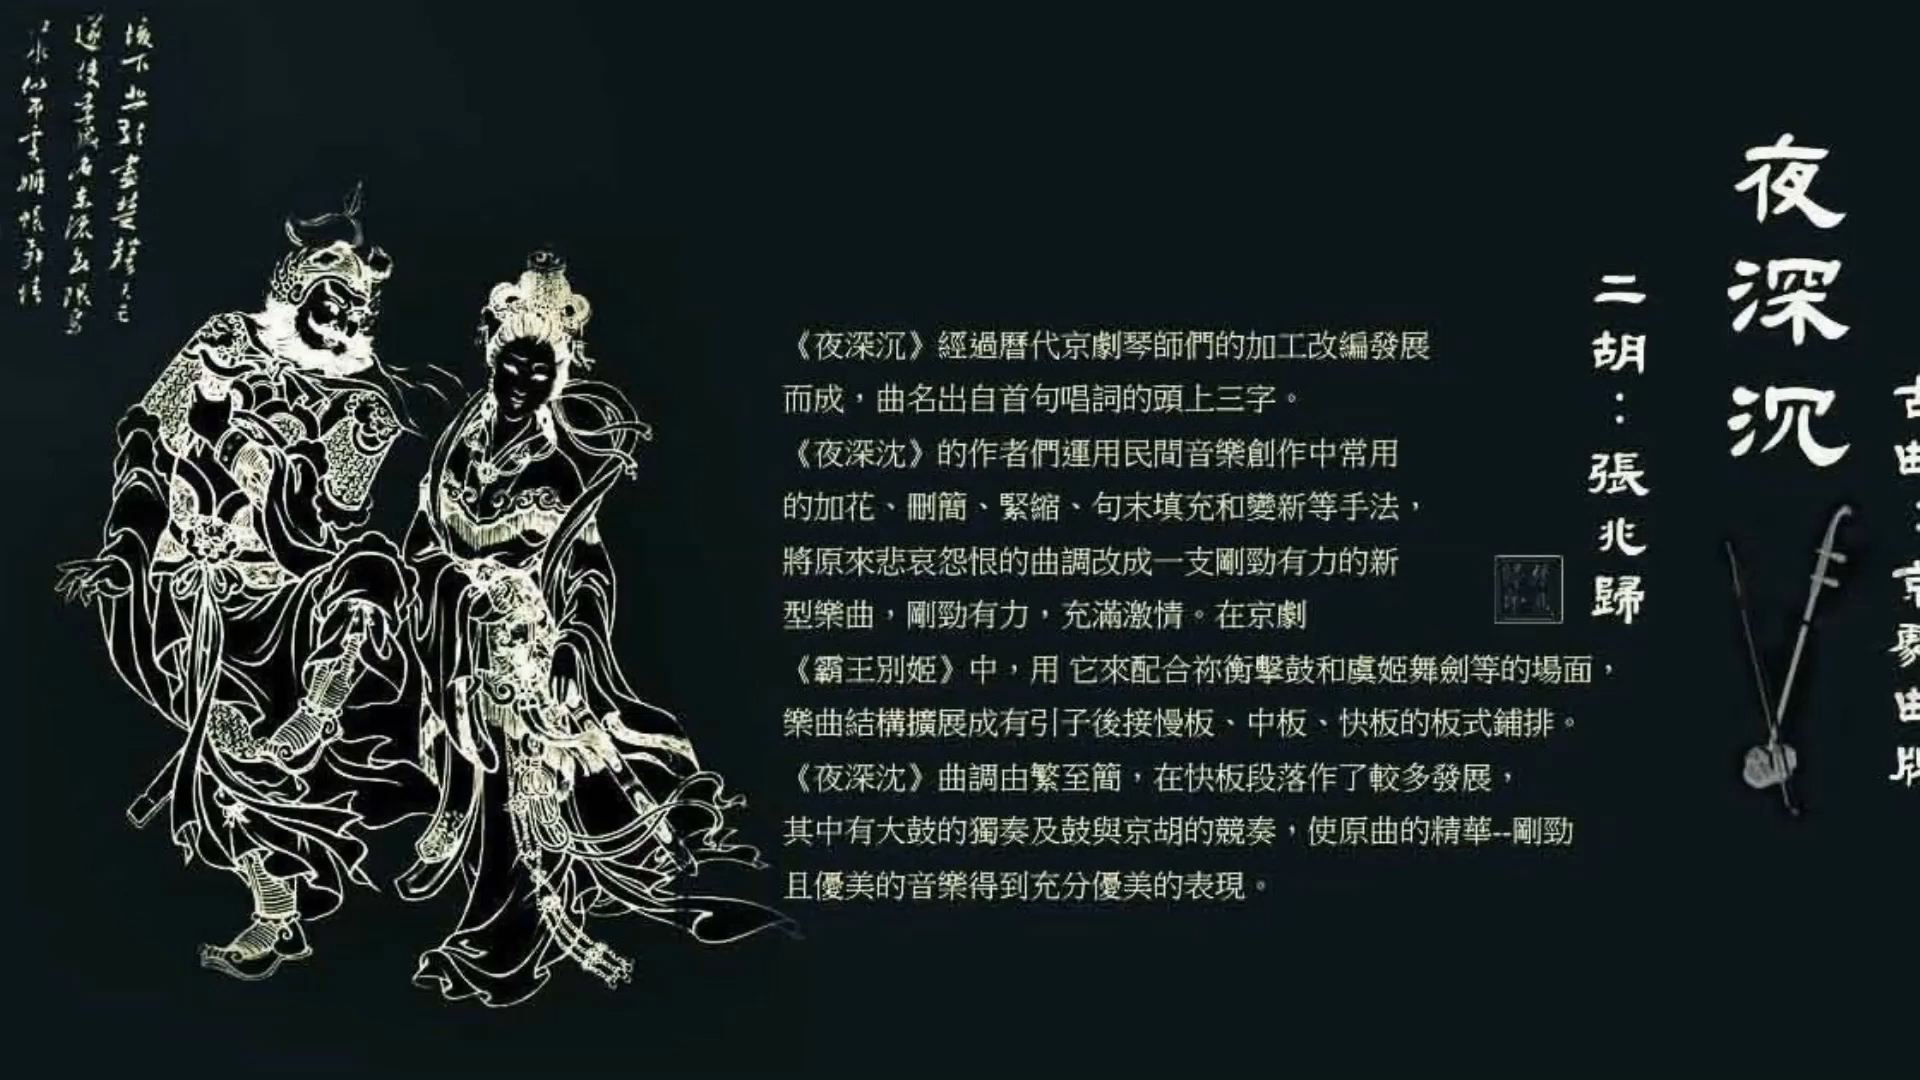 古曲：京劇曲牌
夜深沉
二胡：張兆歸
《夜深沉》經過曆代京劇琴師們的加工改編發展
而成，曲名出自首句唱詞的頭上三字。
《夜深沈》的作者們運用民間音樂創作中常用
的加花、刪簡、緊縮、句末填充和變新等手法，
將原來悲哀怨恨的曲調改成一支剛勁有力的新
型樂曲，剛勁有力，充滿激情。在京劇
《霸王別姬》中，用 它來配合祢衡擊鼓和虞姬舞劍等的場面，
樂曲結構擴展成有引子後接慢板、中板、快板的板式鋪排。
《夜深沈》曲調由繁至簡，在快板段落作了較多發展，
其中有大鼓的獨奏及鼓與京胡的競奏，使原曲的精華--剛勁
且優美的音樂得到充分優美的表現。